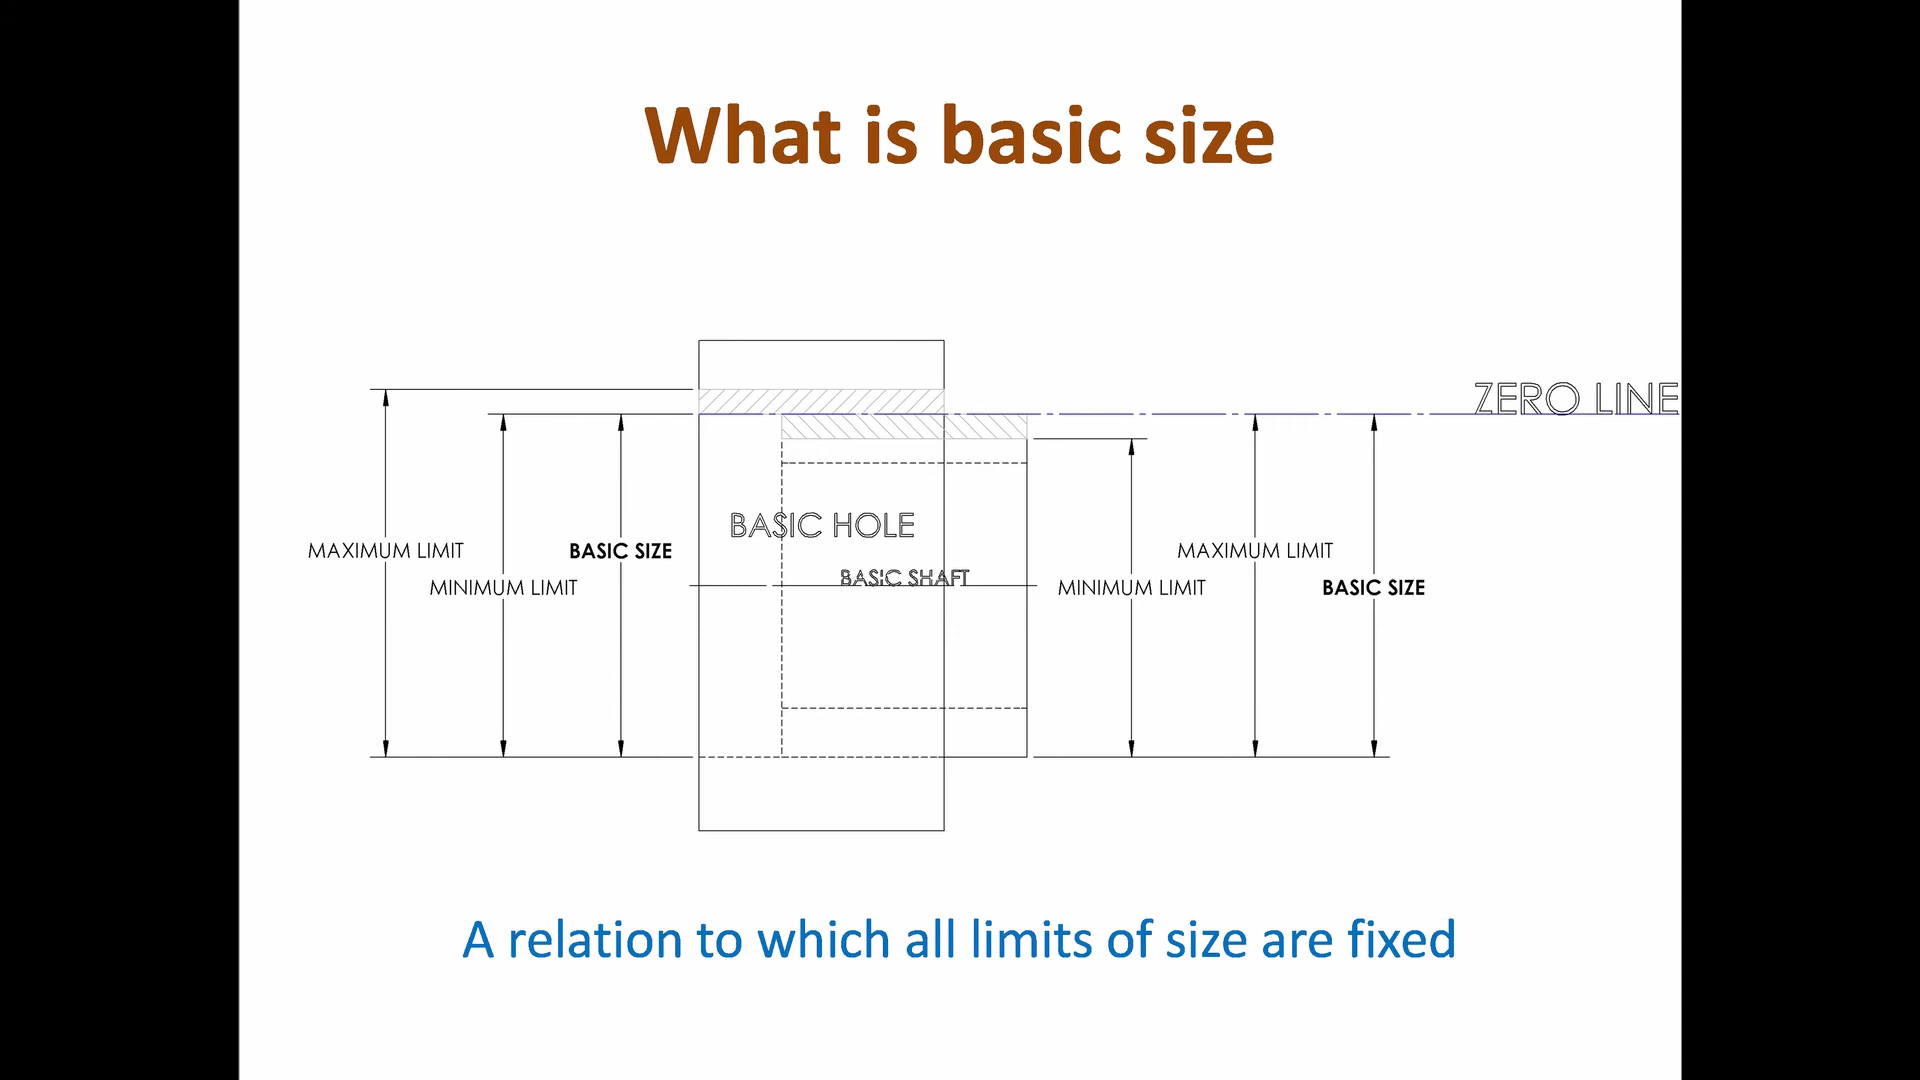 What is basic size
ZERO LINE
BASIC HOLE
MAXIMUM LIMIT
BASIC SIZE
MAXIMUM LIMIT
BASIC SHAFT
MINIMUM LIMIT
MINIMUM LIMIT
BASIC SIZE
A relation to which all limits of size are fixed